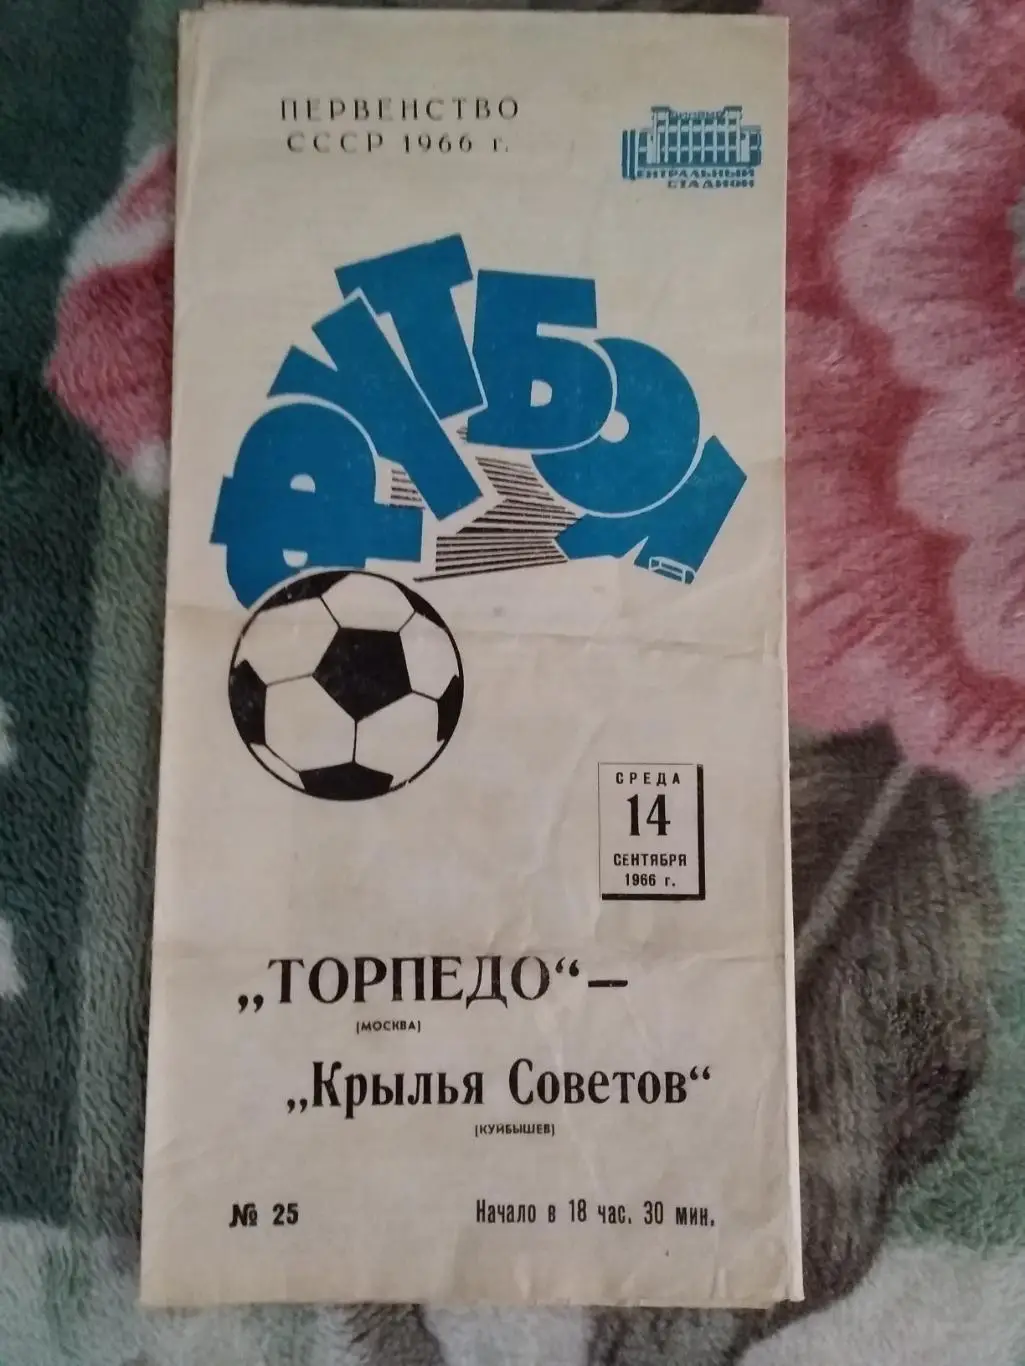 ПЕРВЕНСТВО
СССР 1966 г.
ЦЕНТРАЛЬНЫЙ
СТАДИОН
ФУТБОЛ
СРЕДА
14
СЕНТЯБРЯ
1966 г.
„ТОРПЕДО“ —
(МОСКВА)
„Крылья Советов“
(КУЙБЫШЕВ)
№ 25
Начало в 18 час. 30 мин.